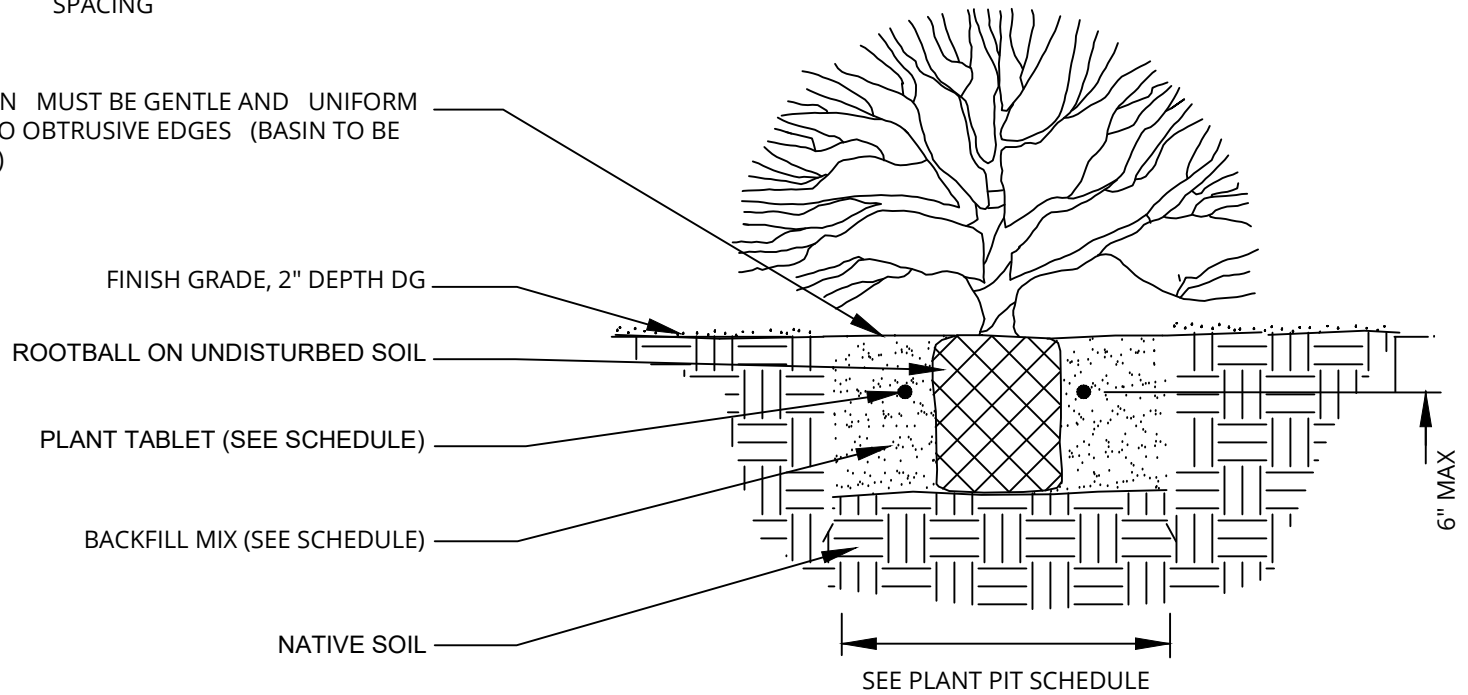 SPACING
N MUST BE GENTLE AND UNIFORM
O OBTRUSIVE EDGES (BASIN TO BE
)
FINISH GRADE, 2" DEPTH DG
ROOTBALL ON UNDISTURBED SOIL
PLANT TABLET (SEE SCHEDULE)
BACKFILL MIX (SEE SCHEDULE)
NATIVE SOIL
6" MAX
SEE PLANT PIT SCHEDULE